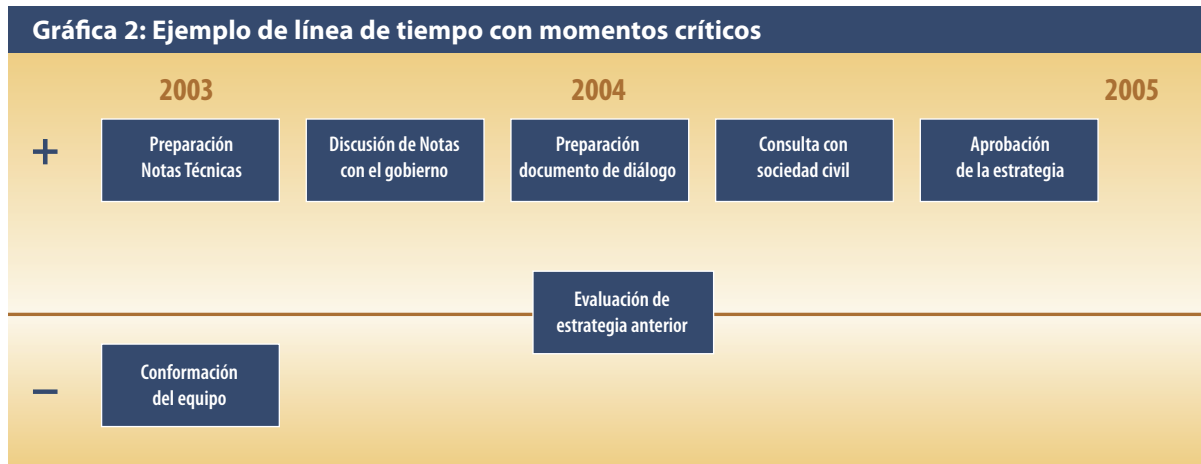 Gráfica 2: Ejemplo de línea de tiempo con momentos críticos
2003
2004
2005
+
Preparación
Notas Técnicas
Discusión de Notas
con el gobierno
Preparación
documento de diálogo
Consulta con
sociedad civil
Aprobación
de la estrategia
Evaluación de
estrategia anterior
–
Conformación
del equipo